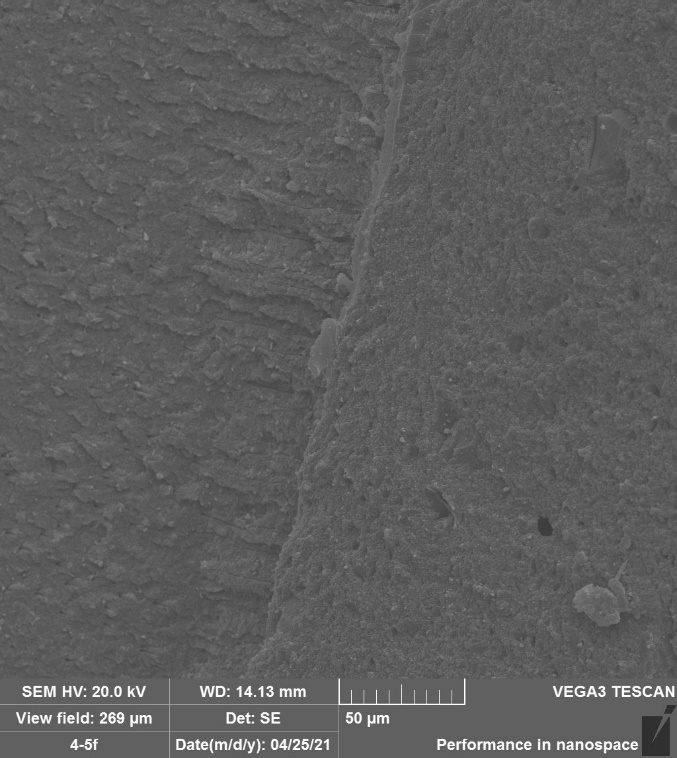 SEM HV: 20.0 kV
WD: 14.13 mm
VEGA3 TESCAN
View field: 269 µm
Det: SE
50 µm
4-5f
Date(m/d/y): 04/25/21
Performance in nanospace